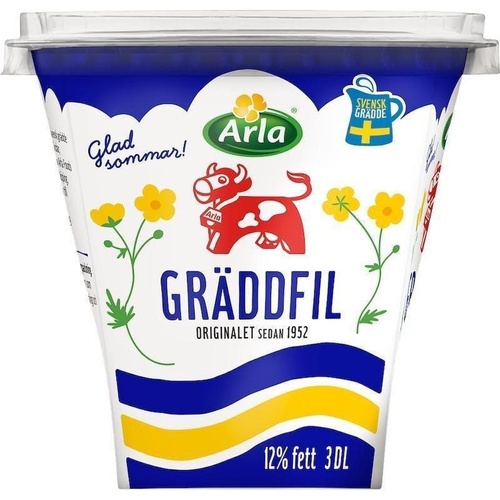 Arla®
SVENSK
GRÄDDE
Glad
sommar!
Arla
GRÄDDFIL
ORIGINALET SEDAN 1952
12% fett 3 DL